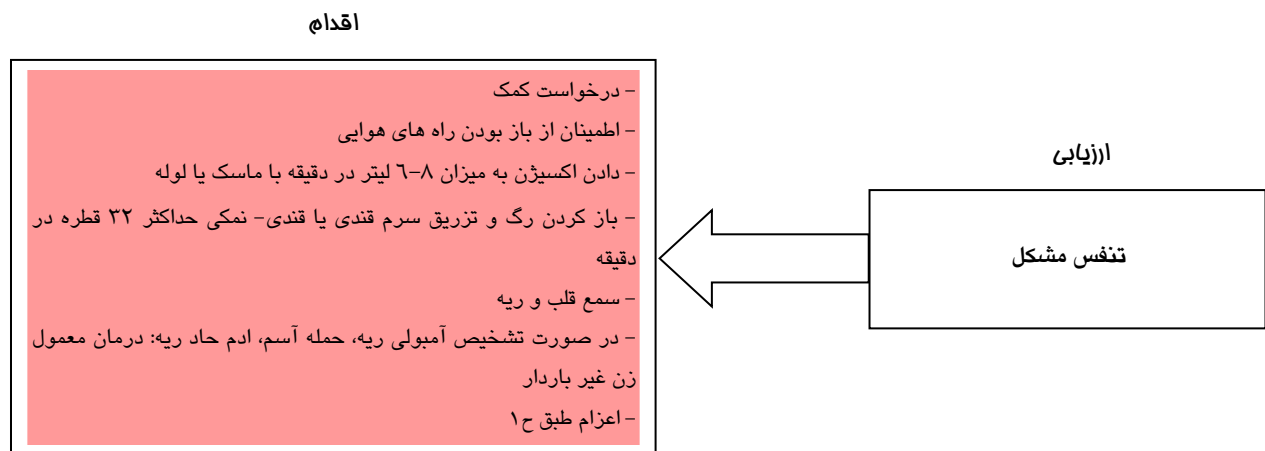 ارزیابی
تنفس مشکل
اقدام
- درخواست کمک
- اطمینان از باز بودن راه های هوایی
- دادن اکسیژن به میزان ۸-٦ لیتر در دقیقه با ماسک یا لوله
- باز کردن رگ و تزریق سرم قندی یا قندی- نمکی حداکثر ۳۲ قطره در
دقیقه
- سمع قلب و ریه
- در صورت تشخیص آمبولی ریه، حمله آسم، ادم حاد ریه: درمان معمول
زن غیر باردار
- اعزام طبق ح۱